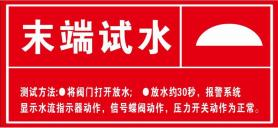 末端试水
测试方法:●将阀门打开放水; ●放水约30秒，报警系统
显示水流指示器动作，信号蝶阀动作，压力开关动作为正常。